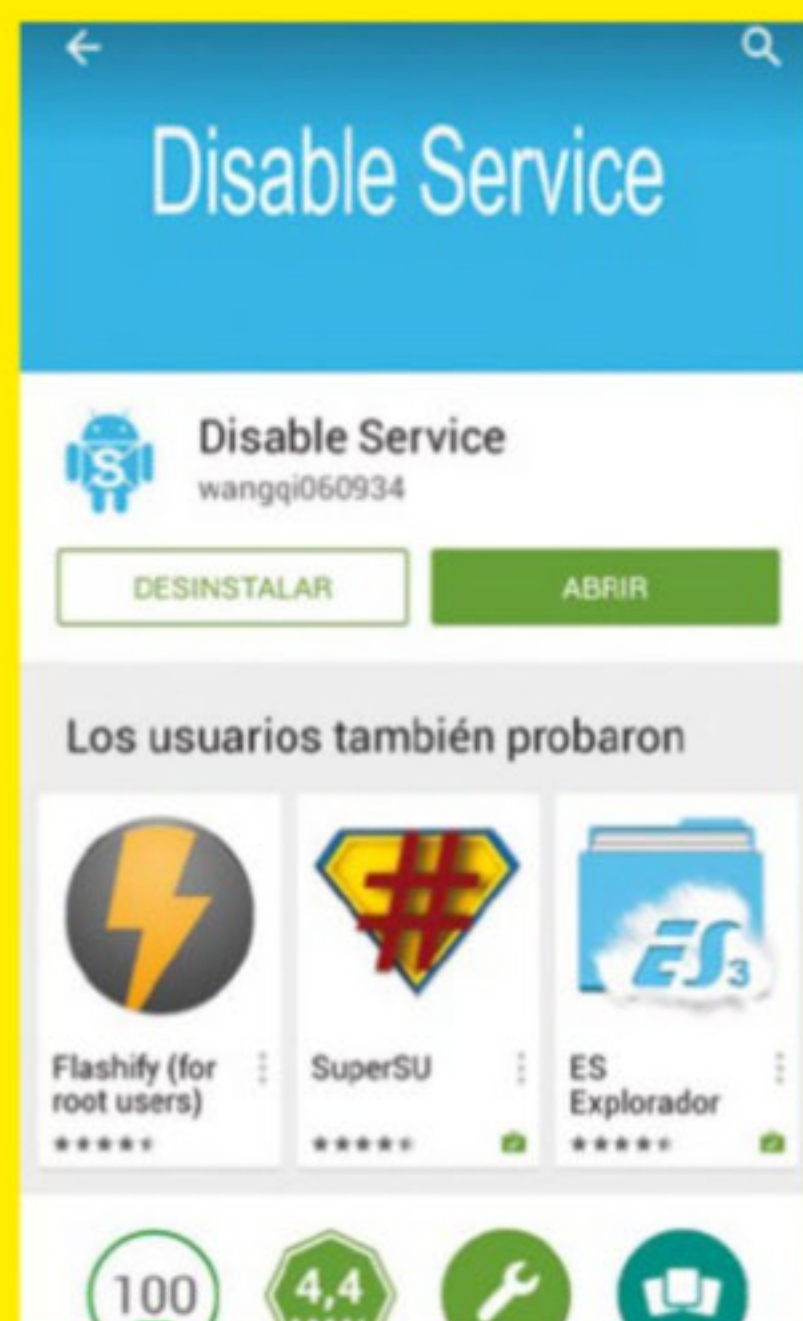 Disable Service
Disable Service
wangqi060934
DESINSTALAR
ABRIR
Los usuarios también probaron
Flashify (for
root users)
SuperSU
ES
Explorador
100
4,4